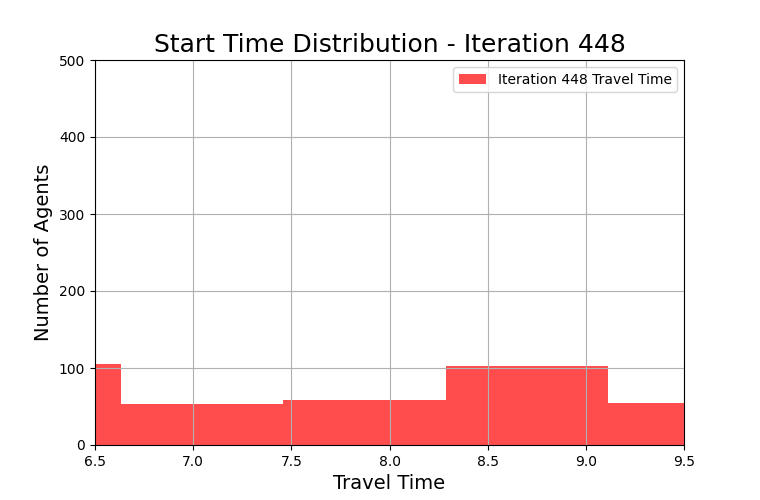 Start Time Distribution - Iteration 448
Iteration 448 Travel Time
Number of Agents
500
400
300
200
100
0
6.5 7.0 7.5 8.0 8.5 9.0 9.5
Travel Time